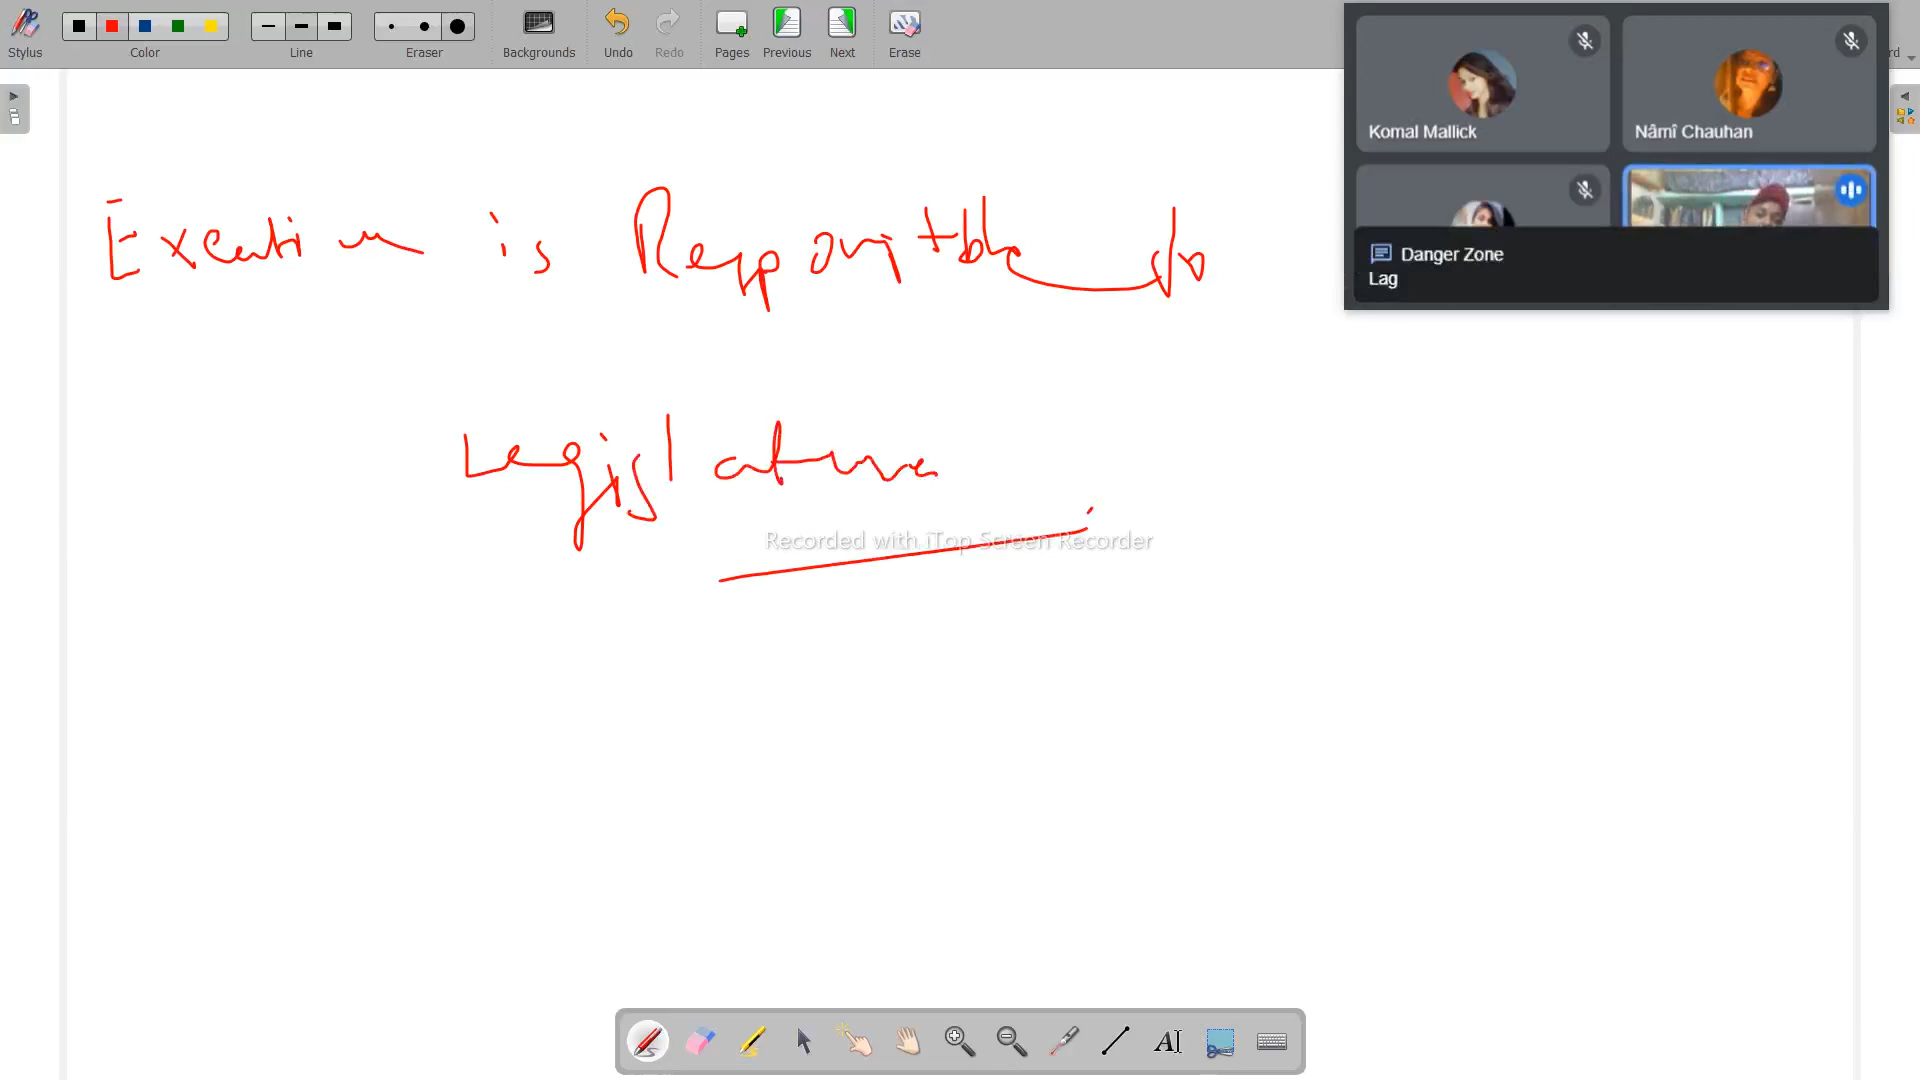 Stylus Color Line Eraser Backgrounds Undo Redo Pages Previous Next Erase rd
Komal Mallick
Nâmî Chauhan
Danger Zone
Lag
Executive is Responsible to
Legislature
Recorded with iTop Screen Recorder